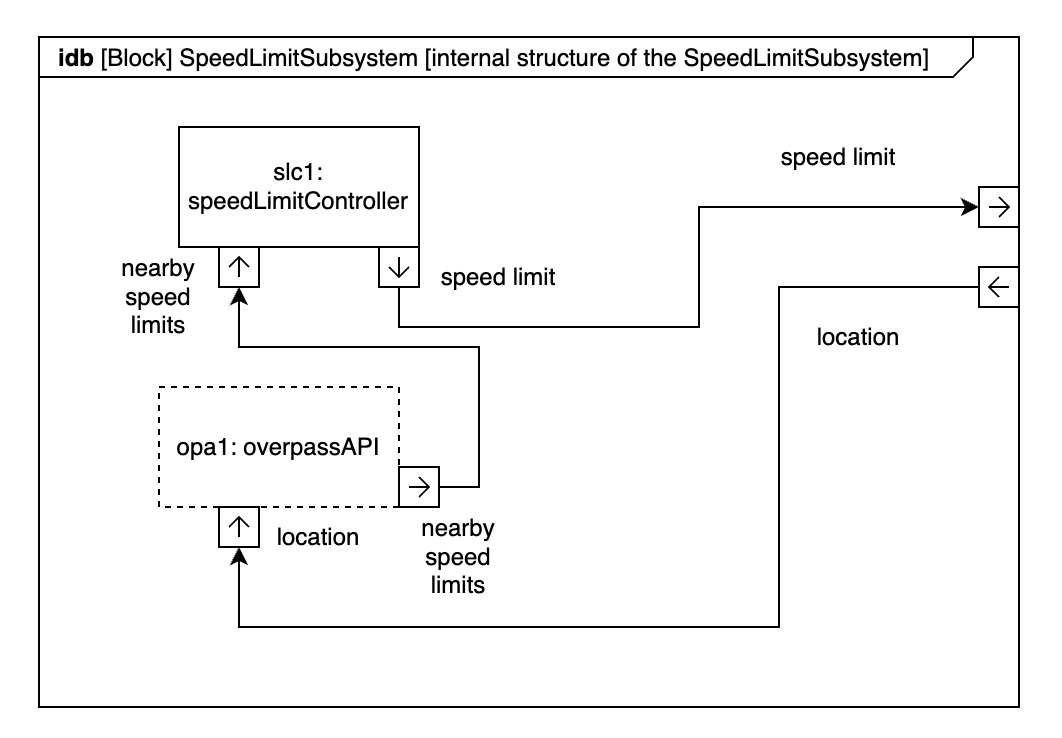 idb [Block] SpeedLimitSubsystem [internal structure of the SpeedLimitSubsystem]
speed limit
slc1:
speedLimitController
nearby
speed
limits
speed limit
location
opa1: overpassAPI
location
nearby
speed
limits